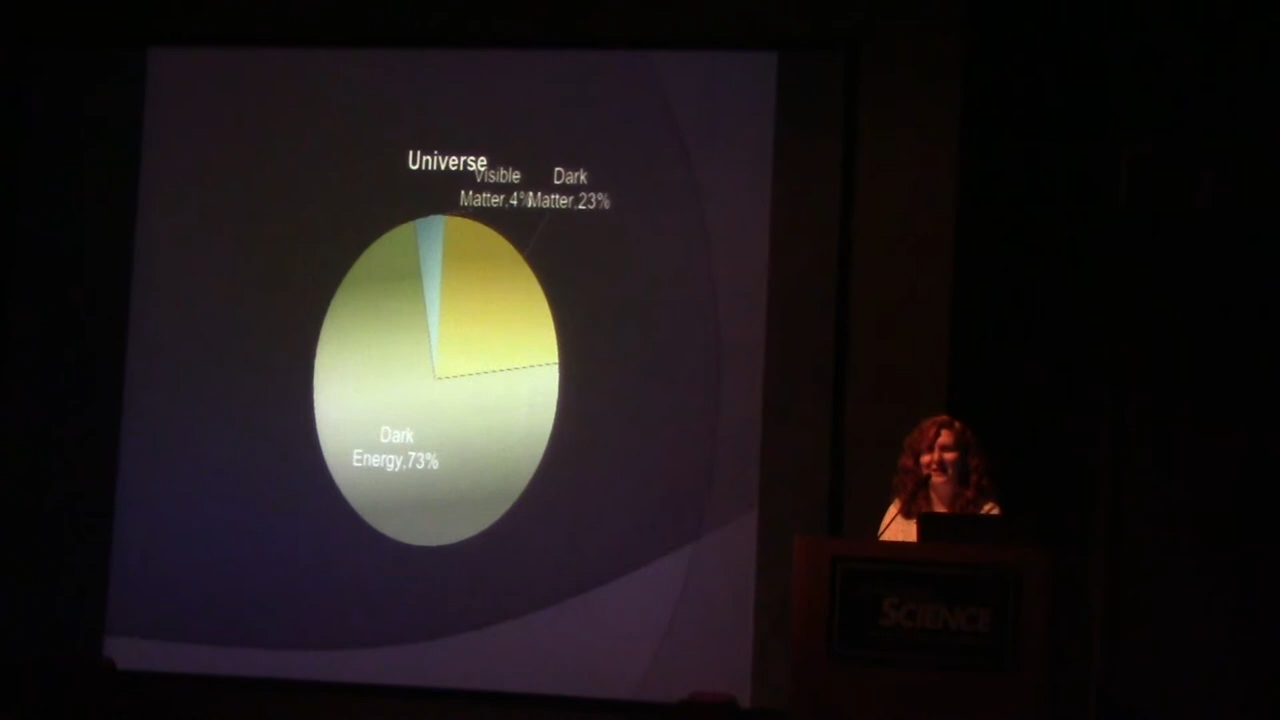 Universe
Visible
Matter,4%
Dark
Matter,23%
Dark
Energy,73%
SCIENCE